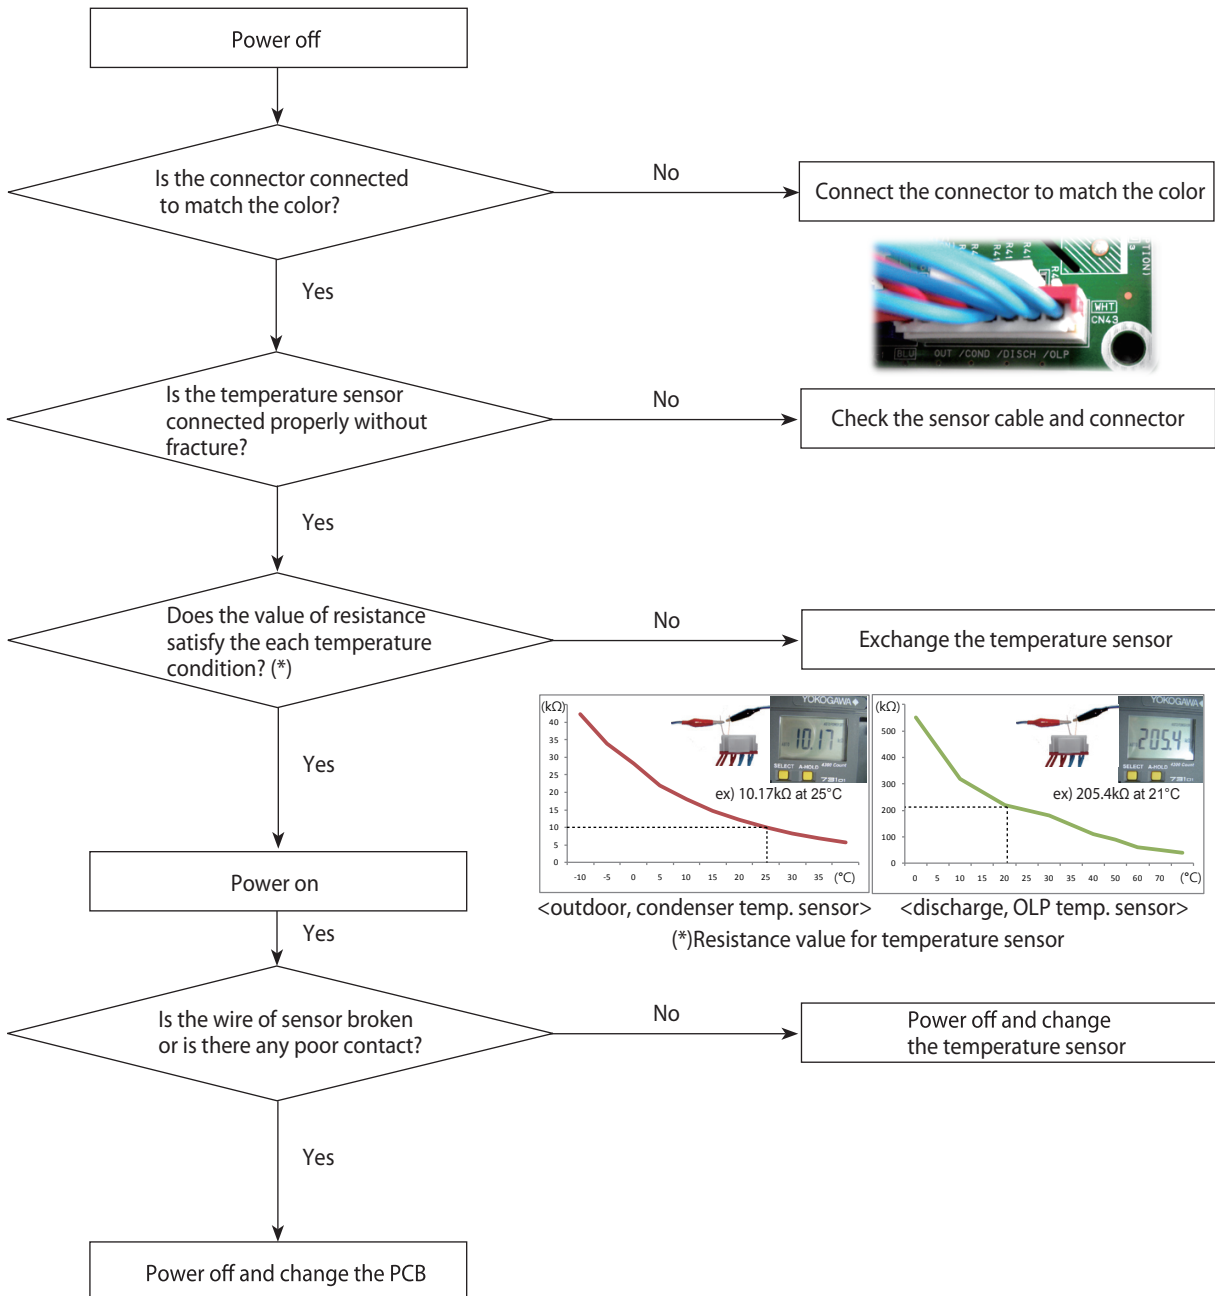 Power off
Is the connector connected
to match the color?
No
Connect the connector to match the color
WHT
CN43
BLU
OUT /COND /DISCH /OLP
Yes
Is the temperature sensor
connected properly without
fracture?
No
Check the sensor cable and connector
Yes
Does the value of resistance
satisfy the each temperature
condition? (*)
No
Exchange the temperature sensor
Yes
(kΩ)
40
35
30
25
20
15
10
5
0
-10 -5 0 5 10 15 20 25 30 35 (°C)
YOKOGAWA
10.17
SELECT A-HOLD
ex) 10.17kΩ at 25°C
<outdoor, condenser temp. sensor>
(kΩ)
500
400
300
200
100
0
0 5 10 15 20 30 40 50 60 70 (°C)
YOKOGAWA
205.4
SELECT A-HOLD
ex) 205.4kΩ at 21°C
<discharge, OLP temp. sensor>
(*)Resistance value for temperature sensor
Power on
Yes
Is the wire of sensor broken
or is there any poor contact?
No
Power off and change
the temperature sensor
Yes
Power off and change the PCB